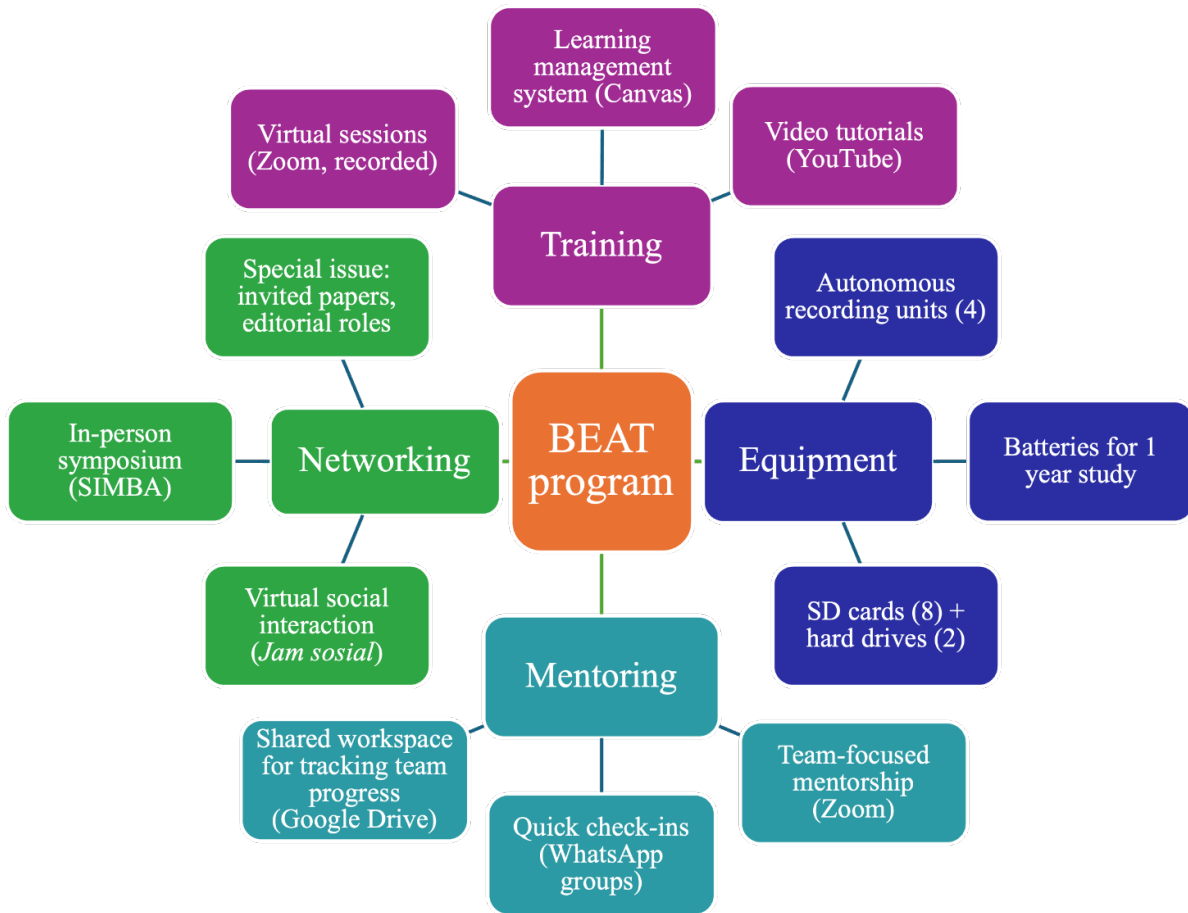 Learning
management
system (Canvas)
Virtual sessions
(Zoom, recorded)
Video tutorials
(YouTube)
Training
Special issue:
invited papers,
editorial roles
Autonomous
recording units (4)
In-person
symposium
(SIMBA)
Networking
BEAT
program
Equipment
Batteries for 1
year study
Virtual social
interaction
(Jam sosial)
SD cards (8) +
hard drives (2)
Mentoring
Shared workspace
for tracking team
progress
(Google Drive)
Quick check-ins
(WhatsApp
groups)
Team-focused
mentorship
(Zoom)